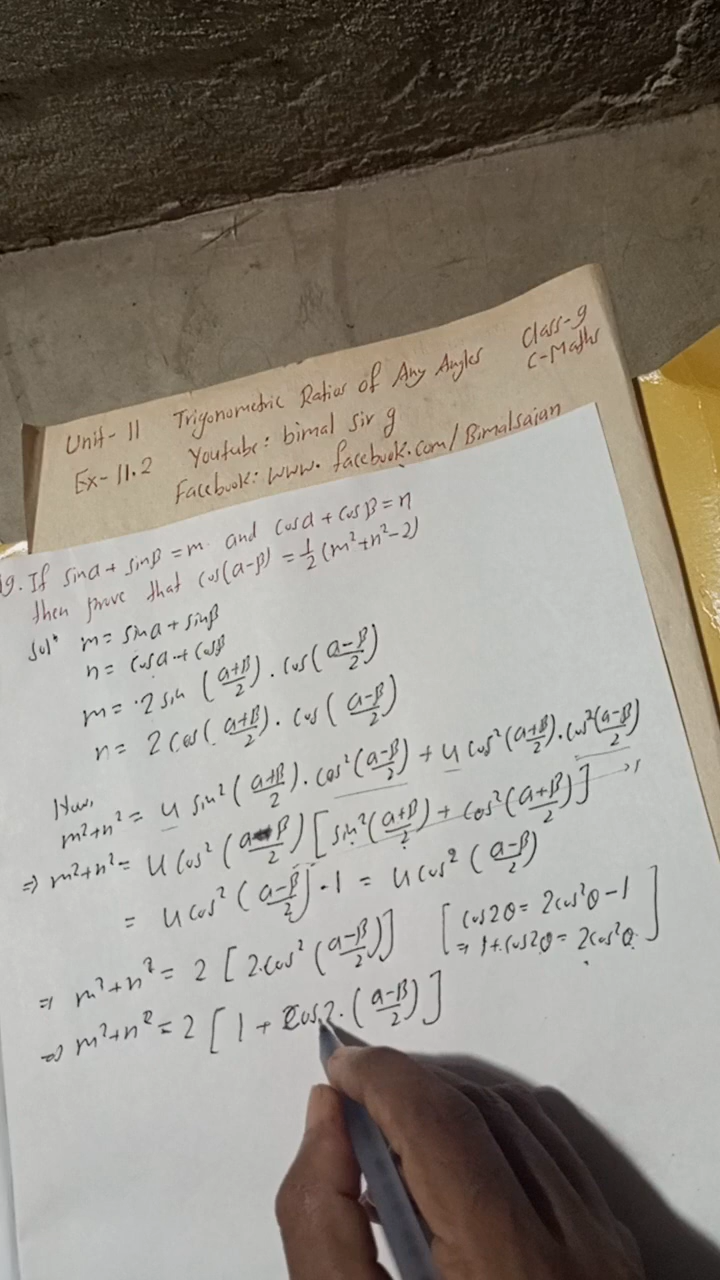 Unit-11 Trigonometric Ratios of Any Angles Class-9
Ex-11.2 Youtube: bimal sir g C-Maths
Facebook: www.facebook.com/Bimalsaian
19. If sinα + sinβ = m and cosα + cosβ = n
then prove that cos(α-β) = 1/2 (m²+n²-2)
Solⁿ m = sinα + sinβ
n = cosα + cosβ
m = 2 sin (α+β/2) . cos(α-β/2)
n = 2 cos (α+β/2) . cos (α-β/2)
Now,
m²+n² = 4 sin² (α+β/2) . cos² (α-β/2) + 4 cos² (α+β/2) . cos² (α-β/2)
⇒ m²+n² = 4 cos² (α-β/2) [sin² (α+β/2) + cos² (α+β/2)] → 1
= 4 cos² (α-β/2) . 1 = 4 cos² (α-β/2)
⇒ m²+n² = 2 [2.cos² (α-β/2)] [cos2θ = 2cos²θ - 1
⇒ 1+cos2θ = 2cos²θ]
⇒ m²+n² = 2 [1 + cos2.(α-β/2)]